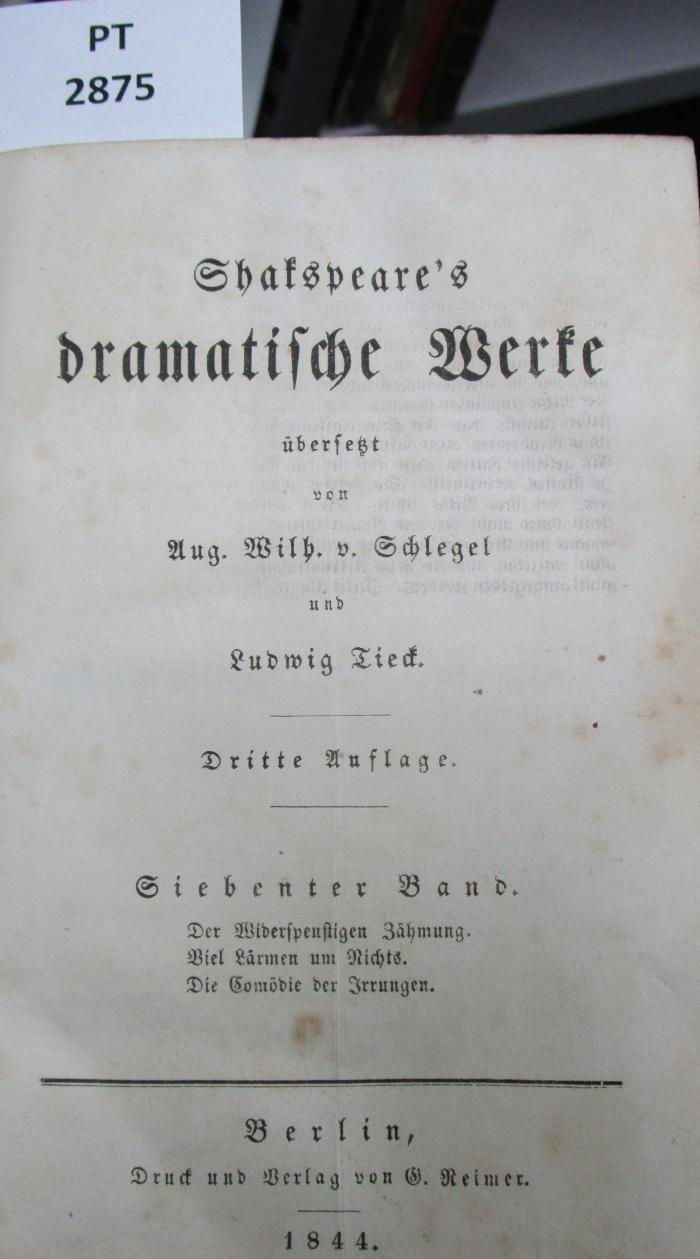 PT
2875
Shakspeare's
dramatische Werke
übersetzt
von
Aug. Wilh. v. Schlegel
und
Ludwig Tieck.
Dritte Auflage.
Siebenter Band.
Der Widerspenstigen Zähmung.
Viel Lärmen um Nichts.
Die Comödie der Irrungen.
Berlin,
Druck und Verlag von G. Reimer.
1844.